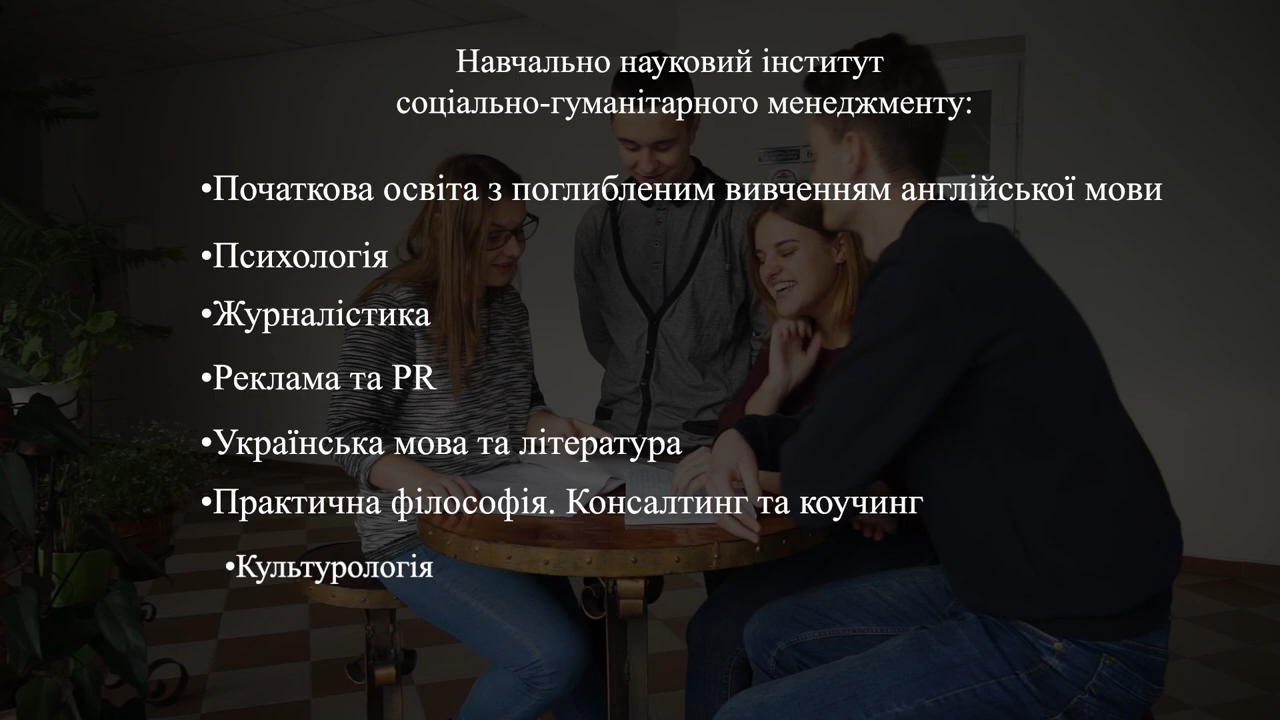 Навчально науковий інститут
соціально-гуманітарного менеджменту:
•Початкова освіта з поглибленим вивченням англійської мови
•Психологія
•Журналістика
•Реклама та PR
•Українська мова та література
•Практична філософія. Консалтинг та коучинг
•Культурологія